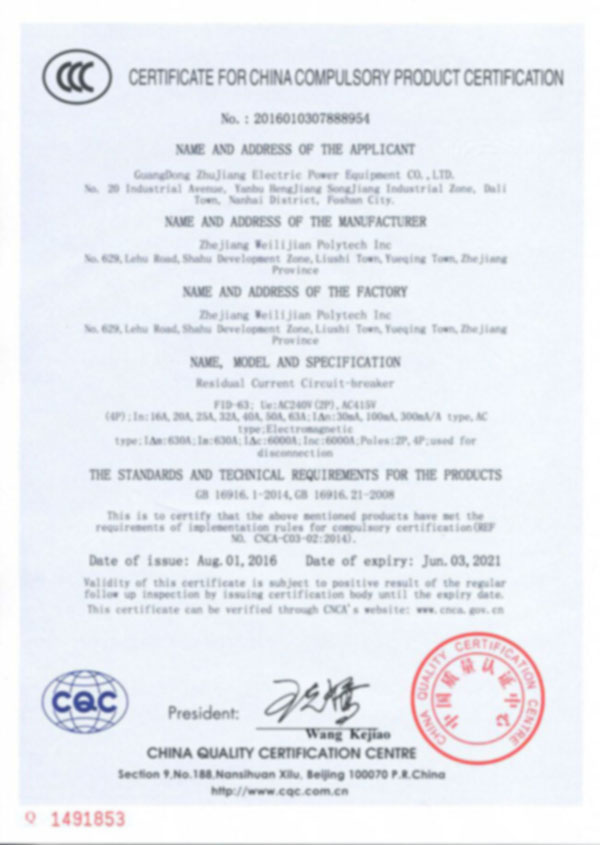 CCC
CERTIFICATE FOR CHINA COMPULSORY PRODUCT CERTIFICATION
No.: 2016010307888954
NAME AND ADDRESS OF THE APPLICANT
GuangDong ZhuJiang Electric Power Equipment CO.,LTD.
No. 20 Industrial Avenue, Yanbu HengJiang SongJiang Industrial Zone, Dali
Town, Nanhai District, Foshan City.
NAME AND ADDRESS OF THE MANUFACTURER
Zhejiang Weilijian Polytech Inc
No.629,Lehu Road,Shahu Development Zone,Liushi Town,Yueqing Town,Zhejiang
Province
NAME AND ADDRESS OF THE FACTORY
Zhejiang Weilijian Polytech Inc
No.629,Lehu Road,Shahu Development Zone,Liushi Town,Yueqing Town,Zhejiang
Province
NAME, MODEL AND SPECIFICATION
Residual Current Circuit-breaker
FID-63; Ue:AC240V(2P),AC415V
(4P);In:16A,20A,25A,32A,40A,50A,63A;IΔn:30mA,100mA,300mA/A type,AC
type;Electromagnetic
type;IΔm:630A;Im:630A;IΔc:6000A;Inc:6000A;Poles:2P,4P;used for
disconnection
THE STANDARDS AND TECHNICAL REQUIREMENTS FOR THE PRODUCTS
GB 16916.1-2014,GB 16916.21-2008
This is to certify that the above mentioned products have met the
requirements of implementation rules for compulsory certification(REF
NO. CNCA-C03-02:2014).
Date of issue: Aug.01,2016 Date of expiry: Jun.03,2021
Validity of this certificate is subject to positive result of the regular
follow up inspection by issuing certification body until the expiry date.
This certificate can be verified through CNCA's website: www.cnca.gov.cn
CQC
President:
Wang Kejiao
CHINA QUALITY CERTIFICATION CENTRE
中国质量认证中心
CHINA QUALITY CERTIFICATION CENTRE
Section 9,No.188,Nansihuan Xilu, Beijing 100070 P.R.China
http://www.cqc.com.cn
Q 1491853